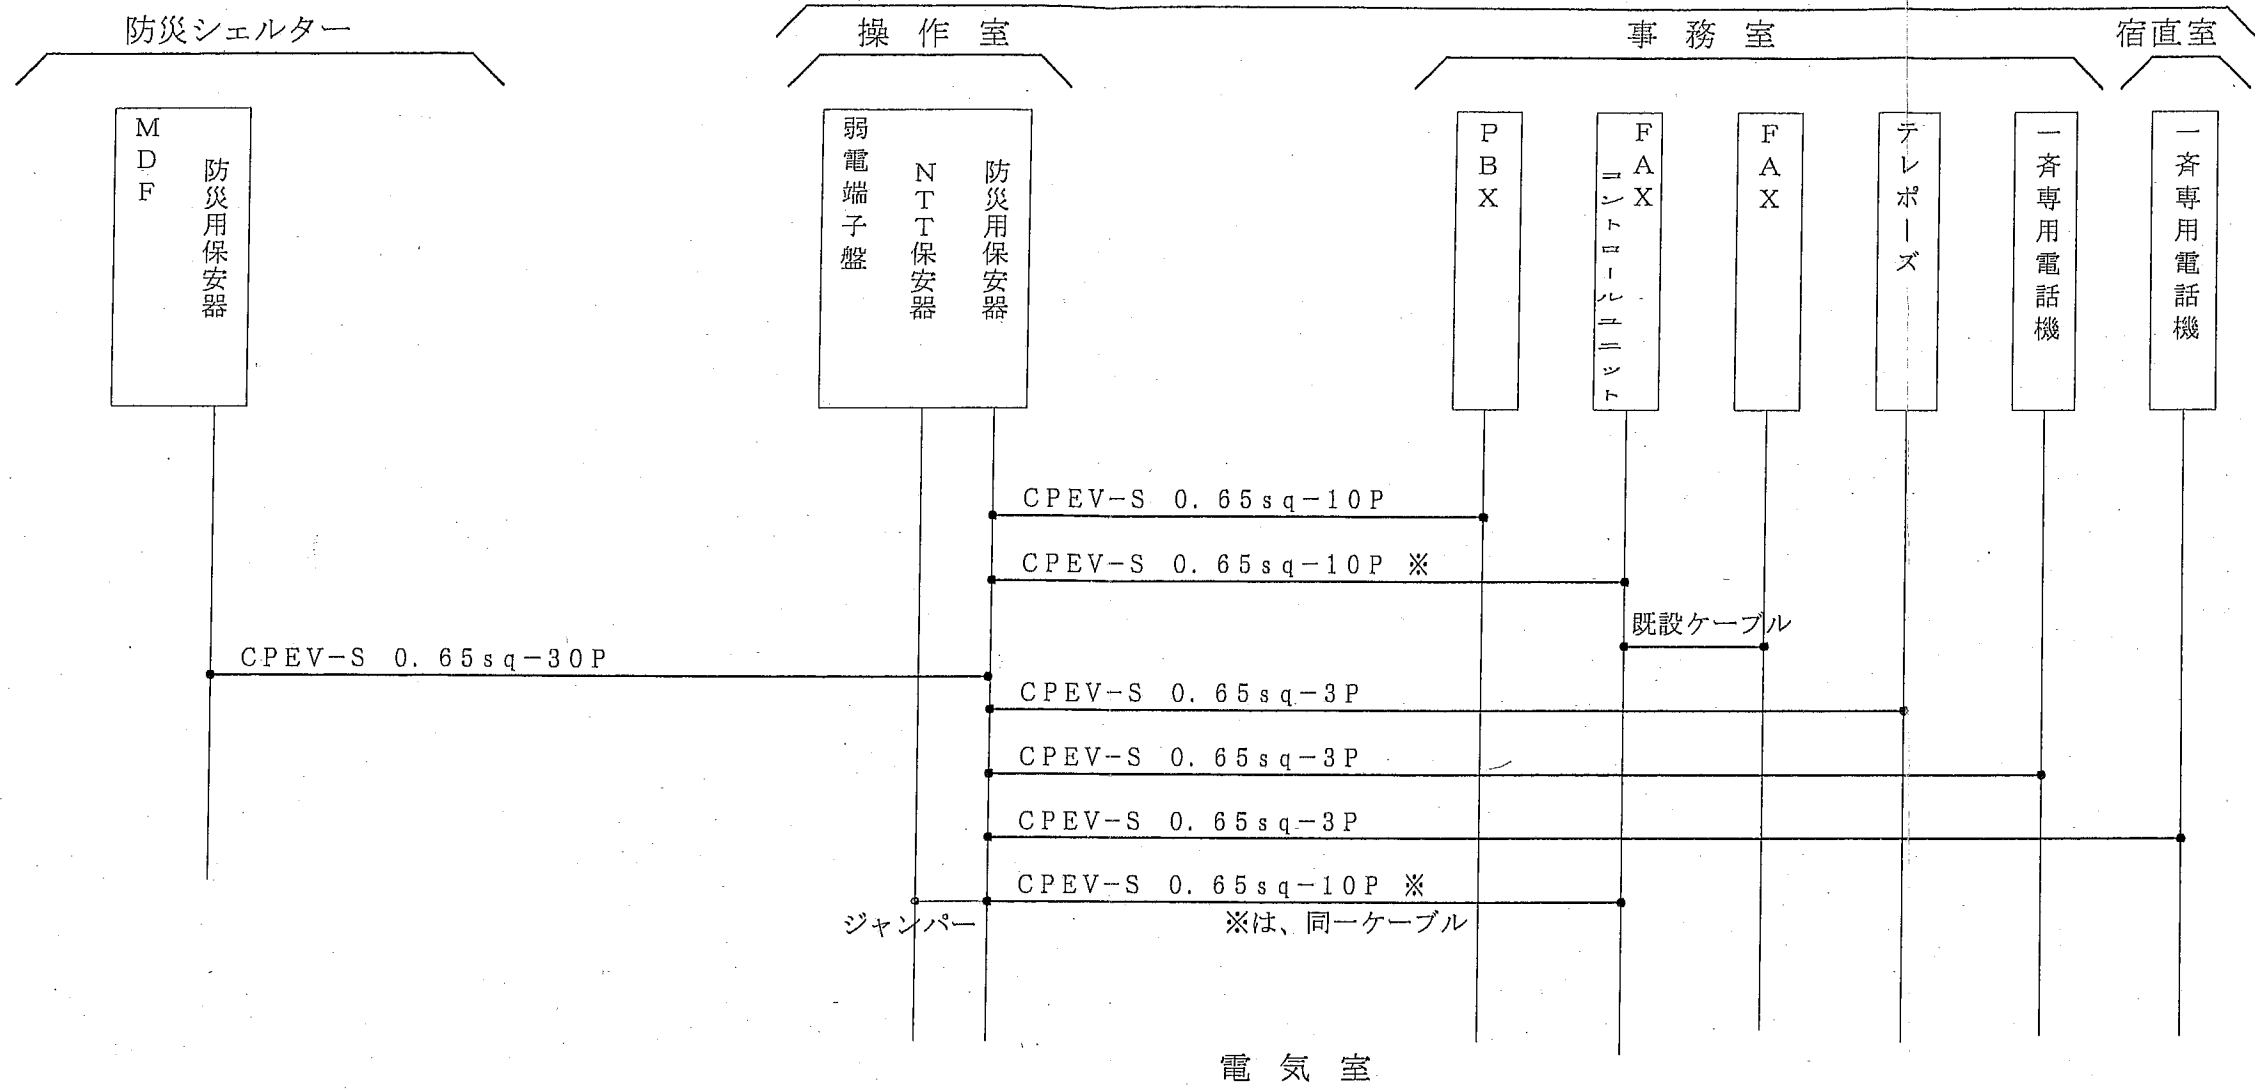 防災シェルター
操作室
事務室
宿直室
MDF
防災用保安器
弱電端子盤
NTT保安器
防災用保安器
PBX
FAX
コントロールユニット
FAX
テレポーズ
一斉専用電話機
一斉専用電話機
CPEV-S 0.65sq-10P
CPEV-S 0.65sq-10P ※
既設ケーブル
CPEV-S 0.65sq-30P
CPEV-S 0.65sq-3P
CPEV-S 0.65sq-3P
CPEV-S 0.65sq-3P
CPEV-S 0.65sq-10P ※
ジャンパー
※は、同一ケーブル
電気室